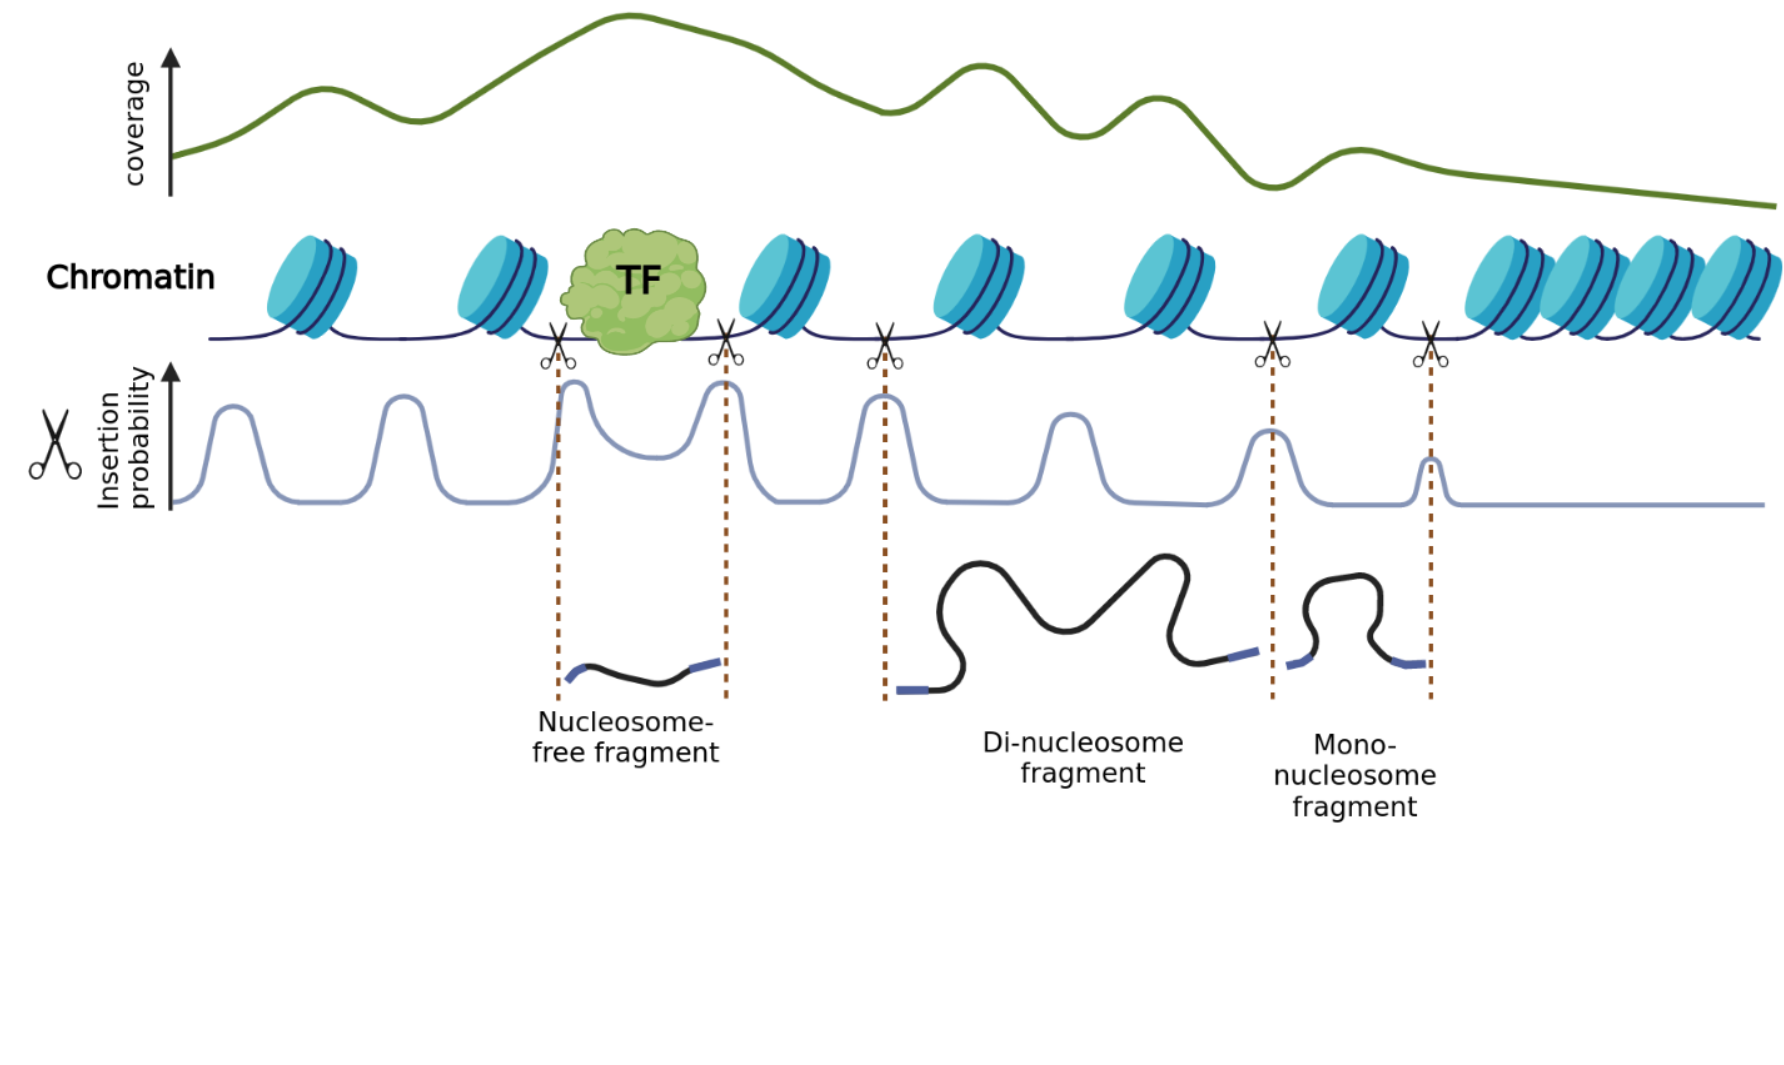 coverage
Chromatin
TF
Insertion
probability
Nucleosome-
free fragment
Di-nucleosome
fragment
Mono-
nucleosome
fragment